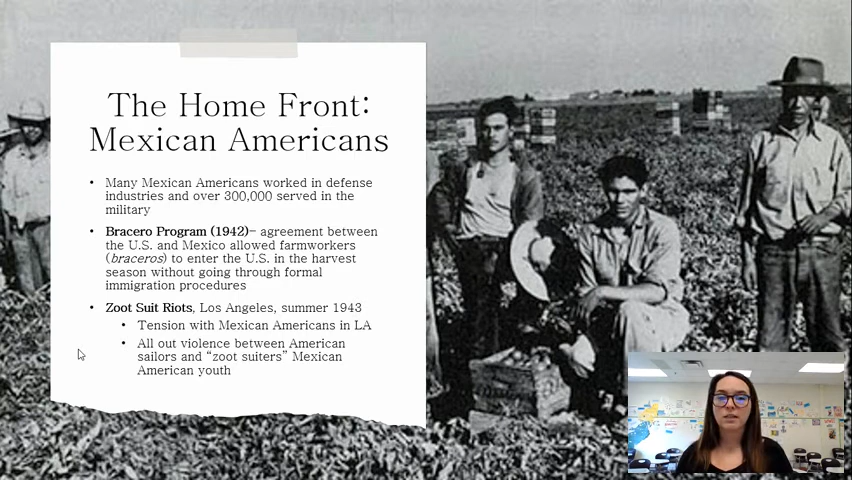 The Home Front:
Mexican Americans
• Many Mexican Americans worked in defense
industries and over 300,000 served in the
military
• Bracero Program (1942)- agreement between
the U.S. and Mexico allowed farmworkers
(braceros) to enter the U.S. in the harvest
season without going through formal
immigration procedures
• Zoot Suit Riots, Los Angeles, summer 1943
• Tension with Mexican Americans in LA
• All out violence between American
sailors and “zoot suiters” Mexican
American youth